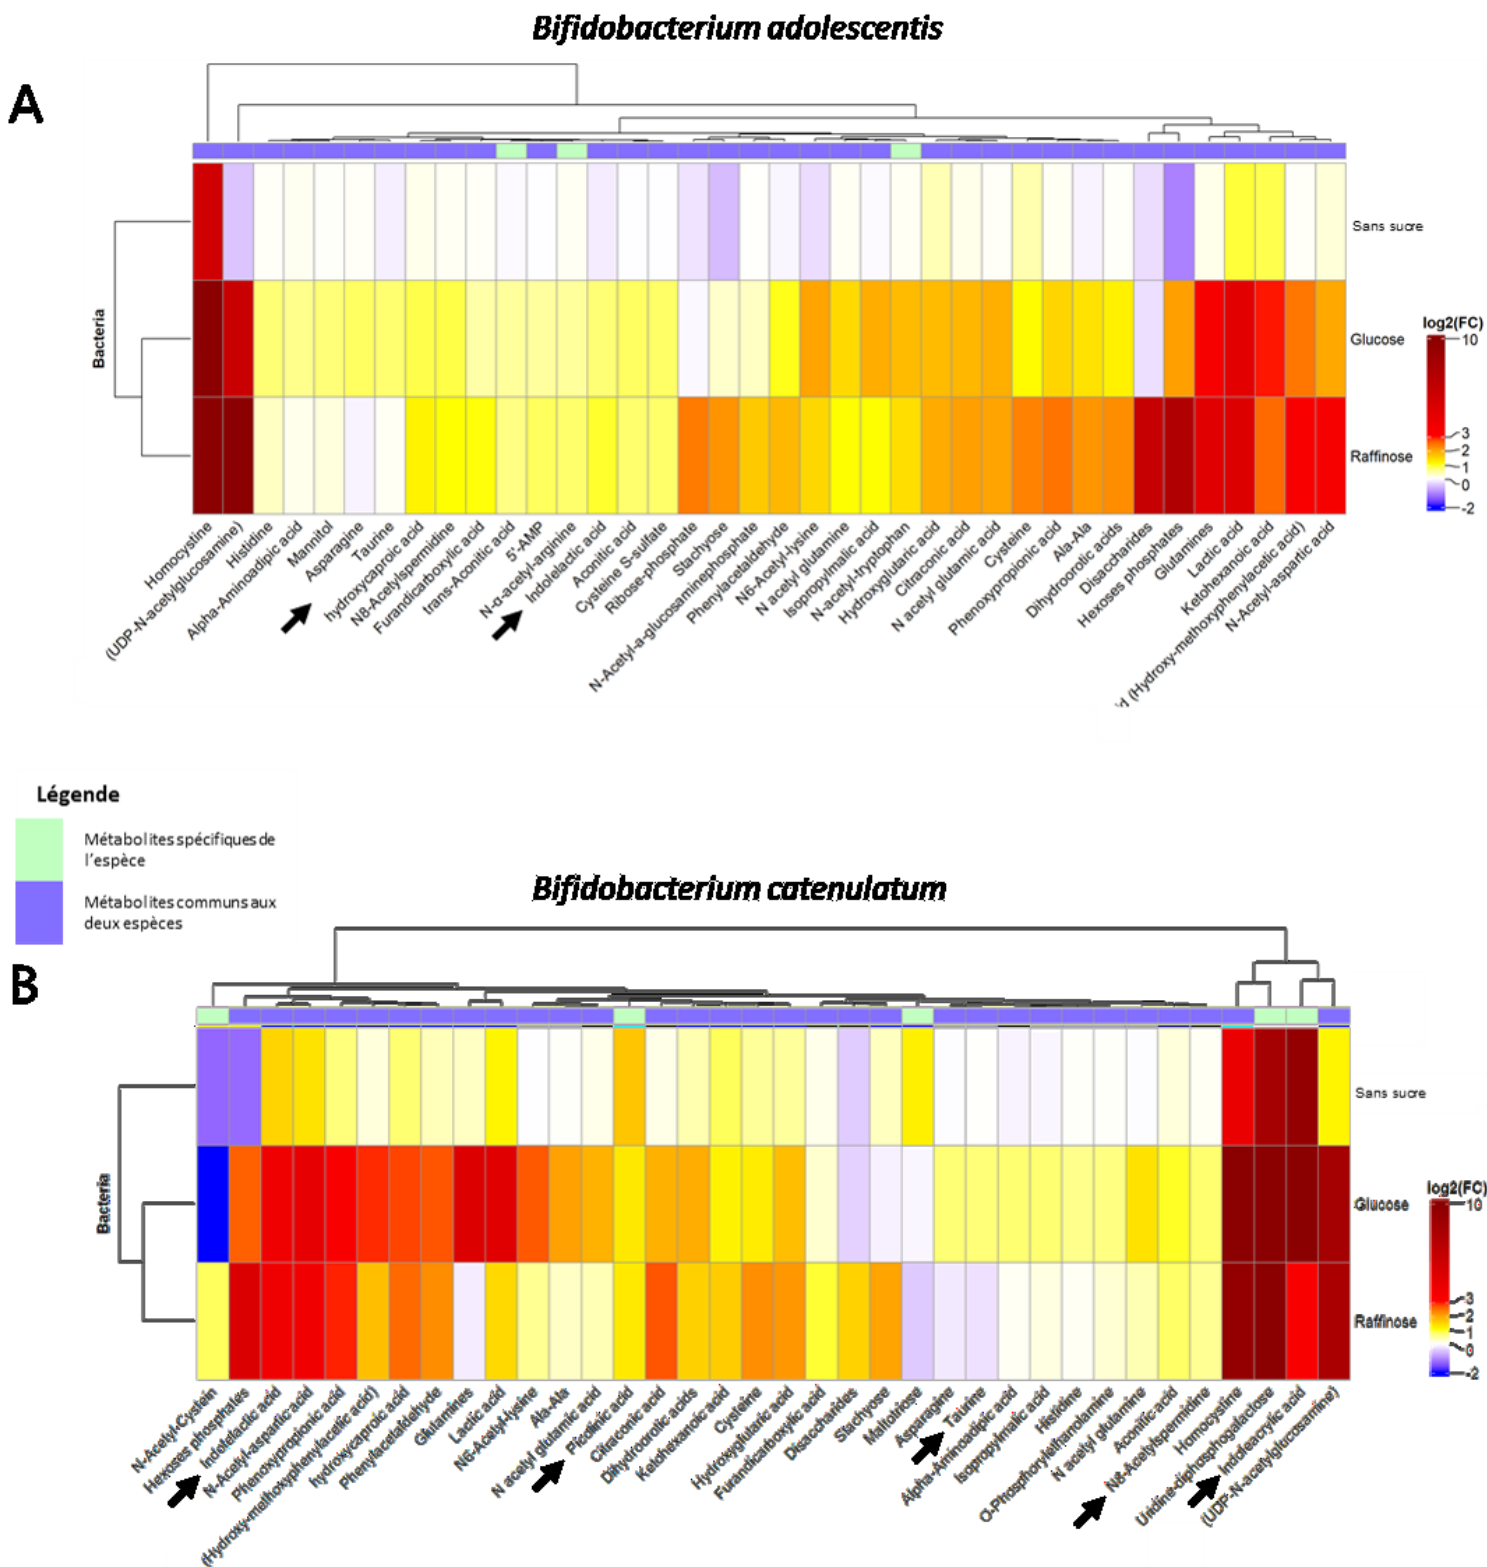 Bifidobacterium adolescentis
A
Sans sucre
Bacteria
Glucose
Raffinose
log2(FC)
10
3
2
1
0
-2
Homocystine
(UDP-N-acetylglucosamine)
Histidine
Alpha-Aminoadipic acid
Mannitol
Asparagine
Taurine
hydroxycaproic acid
N8-Acetylspermidine
Furandicarboxylic acid
trans-Aconitic acid
5'-AMP
N-α-acetyl-arginine
Indolelactic acid
Aconitic acid
Cysteine S-sulfate
Ribose-phosphate
Stachyose
N-Acetyl-a-glucosaminephosphate
Phenylacetaldehyde
N6-Acetyl-lysine
N acetyl glutamine
Isopropylmalic acid
N-acetyl-tryptophan
Hydroxyglutaric acid
Citraconic acid
N acetyl glutamic acid
Cysteine
Phenoxypropionic acid
Ala-Ala
Dihydroorolic acids
Disaccharides
Hexoses phosphates
Glutamines
Lactic acid
Ketohexanoic acid
(Hydroxy-methoxyphenylacetic acid)
N-Acetyl-aspartic acid
Légende
Métabolites spécifiques de
l'espèce
Métabolites communs aux
deux espèces
Bifidobacterium catenulatum
B
Sans sucre
Bacteria
Glucose
Raffinose
log2(FC)
10
3
2
1
0
-2
N-Acetyl-Cystein
Hexoses phosphates
Indolelactic acid
N-Acetyl-aspartic acid
Phenoxypropionic acid
(Hydroxy-methoxyphenylacetic acid)
hydroxycaproic acid
Phenylacetaldehyde
Glutamines
Lactic acid
N6-Acetyl-lysine
Ala-Ala
N acetyl glutamic acid
Picolinic acid
Citraconic acid
Dihydroorotic acids
Ketohexanoic acid
Cysteine
Hydroxyglutaric acid
Furandicarboxylic acid
Disaccharides
Stachyose
Maltotriose
Asparagine
Taurine
Alpha-Aminoadipic acid
Isopropylmalic acid
Histidine
O-Phosphorylethanolamine
N acetyl glutamine
Aconitic acid
N8-Acetylspermidine
Homocystine
Uridine-diphosphogalactose
Indoleacrylic acid
(UDP-N-acetylglucosamine)